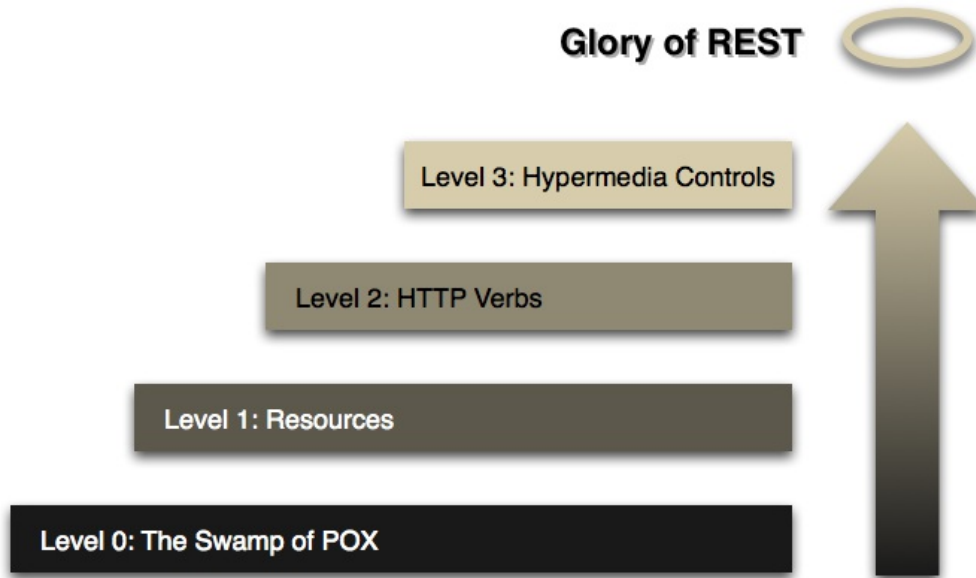 Glory of REST
Level 3: Hypermedia Controls
Level 2: HTTP Verbs
Level 1: Resources
Level 0: The Swamp of POX